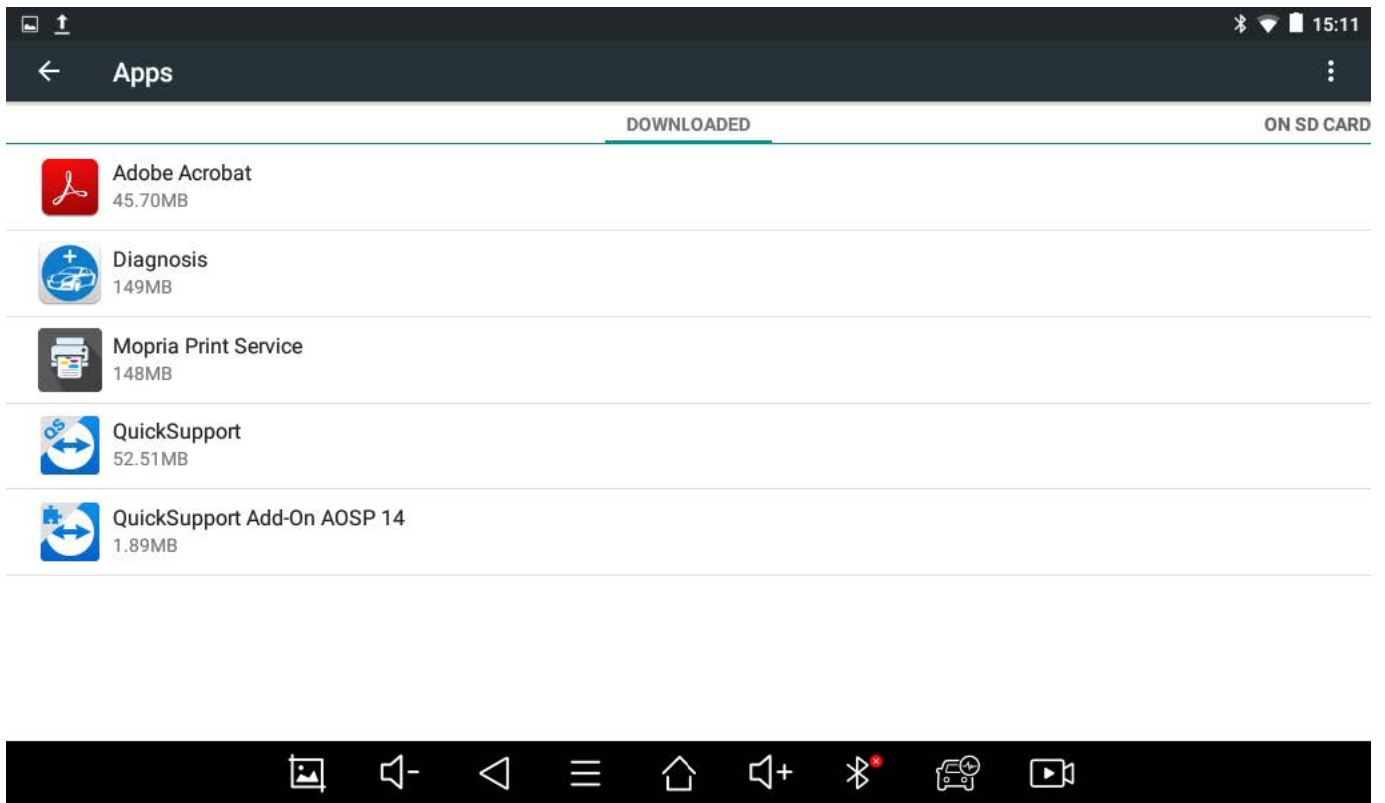 15:11
Apps
DOWNLOADED
ON SD CARD
Adobe Acrobat
45.70MB
Diagnosis
149MB
Mopria Print Service
148MB
QS
QuickSupport
52.51MB
QuickSupport Add-On AOSP 14
1.89MB